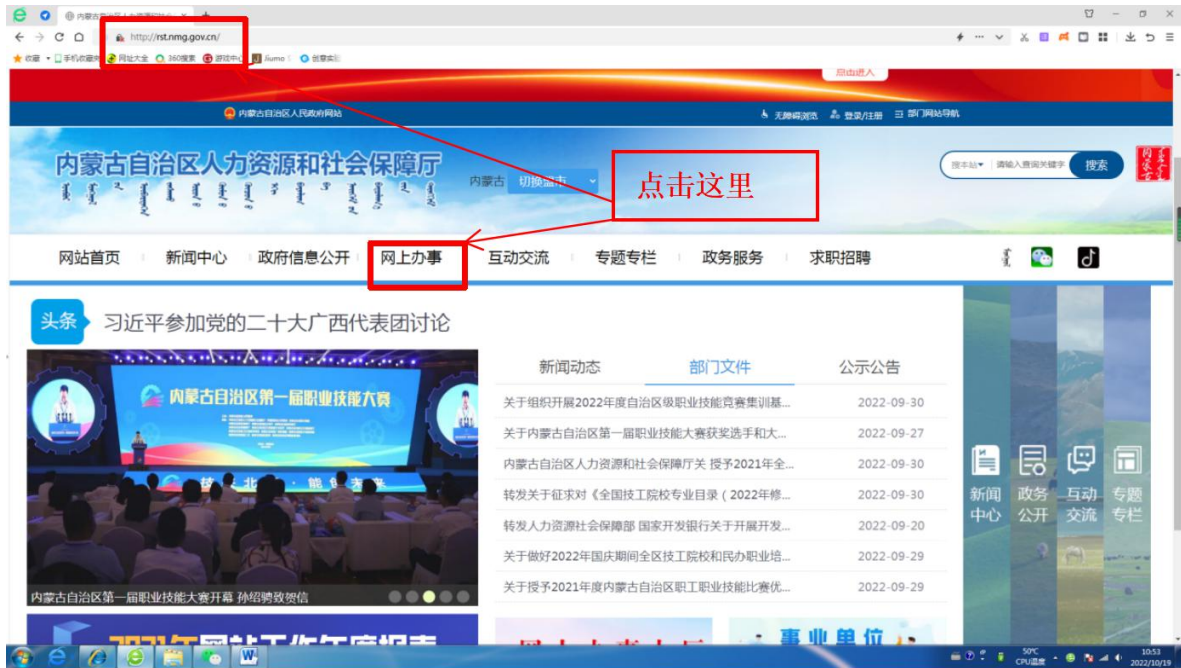 http://rst.nmg.gov.cn/
收藏 手机收藏夹 网址大全 360搜索 游戏中心
点击进入
内蒙古自治区人民政府网站 无障碍浏览 登录/注册 部门网站导航
内蒙古自治区人力资源和社会保障厅
内蒙古 切换盟市
点击这里
搜本站 请输入查询关键字 搜索
网站首页 新闻中心 政府信息公开 网上办事 互动交流 专题专栏 政务服务 求职招聘
头条 习近平参加党的二十大广西代表团讨论
内蒙古自治区第一届职业技能大赛
内蒙古自治区第一届职业技能大赛开幕 孙绍骋致贺信
新闻动态 部门文件 公示公告
关于组织开展2022年度自治区级职业技能竞赛集训基... 2022-09-30
关于内蒙古自治区第一届职业技能大赛获奖选手和大... 2022-09-27
内蒙古自治区人力资源和社会保障厅关 授予2021年全... 2022-09-30
转发关于征求对《全国技工院校专业目录(2022年修... 2022-09-30
转发人力资源社会保障部 国家开发银行关于开展开发... 2022-09-20
关于做好2022年国庆期间全区技工院校和民办职业培... 2022-09-29
关于授予2021年度内蒙古自治区职工职业技能比赛优... 2022-09-29
新闻中心
政务公开
互动交流
专题专栏
事业单位
50℃
CPU温度
10:53
2022/10/19